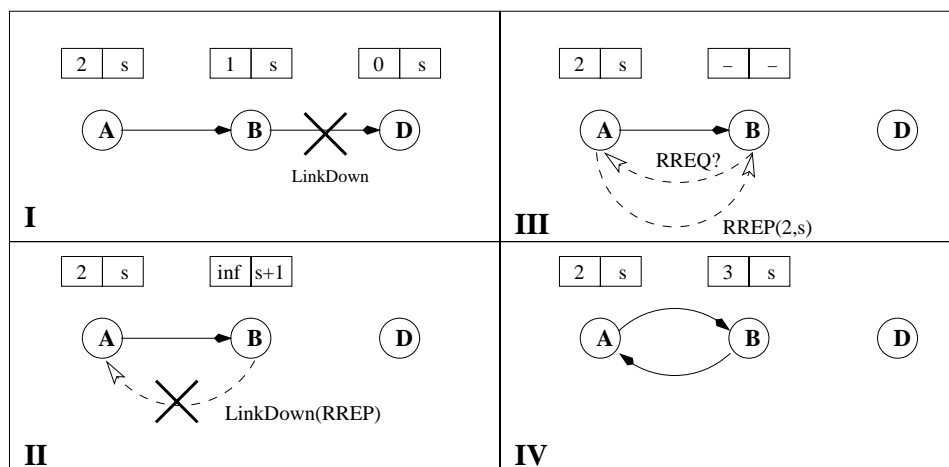 2 s 1 s 0 s
A B D
LinkDown
I
2 s inf s+1
A B D
LinkDown(RREP)
II
2 s – –
A B D
RREQ?
RREP(2,s)
III
2 s 3 s
A B D
IV